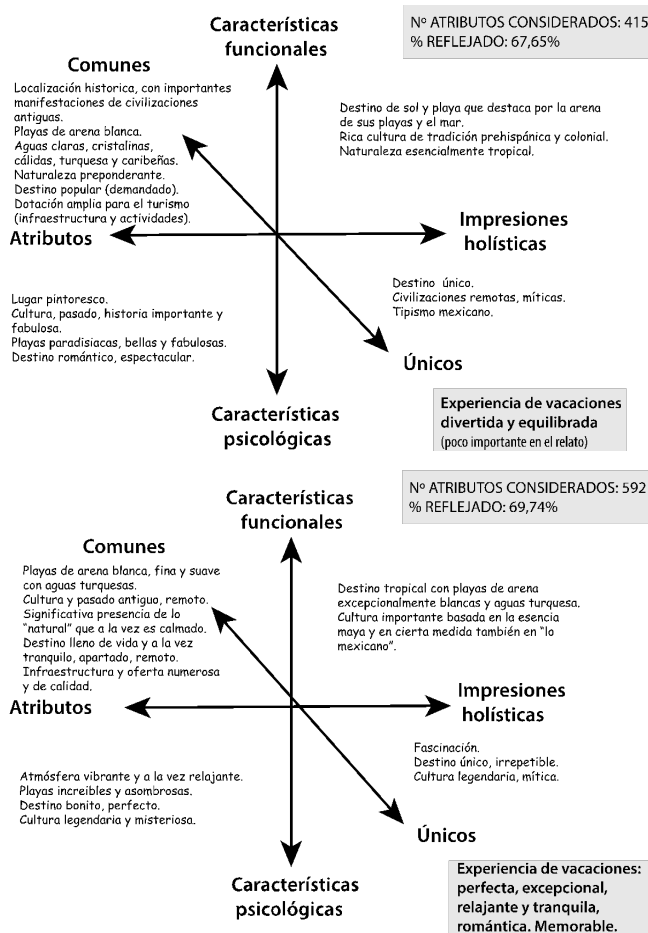 Características
funcionales
Nº ATRIBUTOS CONSIDERADOS: 415
% REFLEJADO: 67,65%
Comunes
Localización historica, con importantes
manifestaciones de civilizaciones
antiguas.
Playas de arena blanca.
Aguas claras, cristalinas,
cálidas, turquesa y caribeñas.
Naturaleza preponderante.
Destino popular (demandado).
Dotación amplia para el turismo
(infraestructura y actividades).
Destino de sol y playa que destaca por la arena
de sus playas y el mar.
Rica cultura de tradición prehispánica y colonial.
Naturaleza esencialmente tropical.
Atributos
Impresiones
holísticas
Lugar pintoresco.
Cultura, pasado, historia importante y
fabulosa.
Playas paradisiacas, bellas y fabulosas.
Destino romántico, espectacular.
Destino único.
Civilizaciones remotas, míticas.
Tipismo mexicano.
Únicos
Características
psicológicas
Experiencia de vacaciones
divertida y equilibrada
(poco importante en el relato)
Características
funcionales
Nº ATRIBUTOS CONSIDERADOS: 592
% REFLEJADO: 69,74%
Comunes
Playas de arena blanca, fina y suave
con aguas turquesas.
Cultura y pasado antiguo, remoto.
Significativa presencia de lo
"natural" que a la vez es calmado.
Destino lleno de vida y a la vez
tranquilo, apartado, remoto.
Infraestructura y oferta numerosa
y de calidad.
Destino tropical con playas de arena
excepcionalmente blancas y aguas turquesa.
Cultura importante basada en la esencia
maya y en cierta medida también en "lo
mexicano".
Atributos
Impresiones
holísticas
Atmósfera vibrante y a la vez relajante.
Playas increibles y asombrosas.
Destino bonito, perfecto.
Cultura legendaria y misteriosa.
Fascinación.
Destino único, irrepetible.
Cultura legendaria, mítica.
Únicos
Características
psicológicas
Experiencia de vacaciones:
perfecta, excepcional,
relajante y tranquila,
romántica. Memorable.